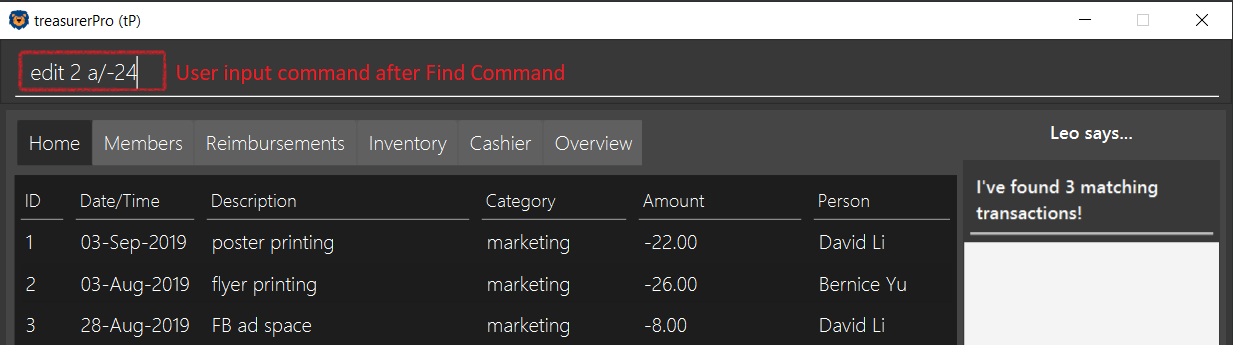 treasurerPro (tP)
edit 2 a/-24 User input command after Find Command
Home Members Reimbursements Inventory Cashier Overview
Leo says...
I've found 3 matching
transactions!
ID Date/Time Description Category Amount Person
1 03-Sep-2019 poster printing marketing -22.00 David Li
2 03-Aug-2019 flyer printing marketing -26.00 Bernice Yu
3 28-Aug-2019 FB ad space marketing -8.00 David Li